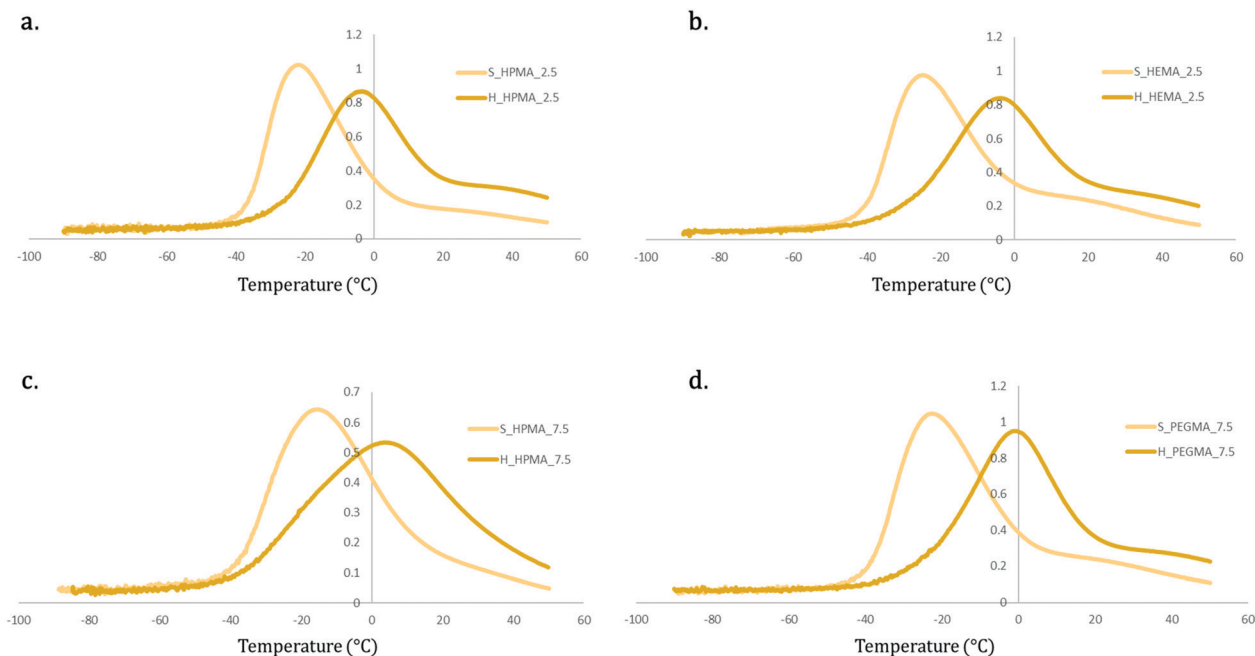 a.
1.2
1
0.8
0.6
0.4
0.2
0
S_HPMA_2.5
H_HPMA_2.5
-100 -80 -60 -40 -20 0 20 40 60
Temperature (°C)
b.
1.2
1
0.8
0.6
0.4
0.2
0
S_HEMA_2.5
H_HEMA_2.5
-100 -80 -60 -40 -20 0 20 40 60
Temperature (°C)
c.
0.7
0.6
0.5
0.4
0.3
0.2
0.1
0
S_HPMA_7.5
H_HPMA_7.5
-100 -80 -60 -40 -20 0 20 40 60
Temperature (°C)
d.
1.2
1
0.8
0.6
0.4
0.2
0
S_PEGMA_7.5
H_PEGMA_7.5
-100 -80 -60 -40 -20 0 20 40 60
Temperature (°C)